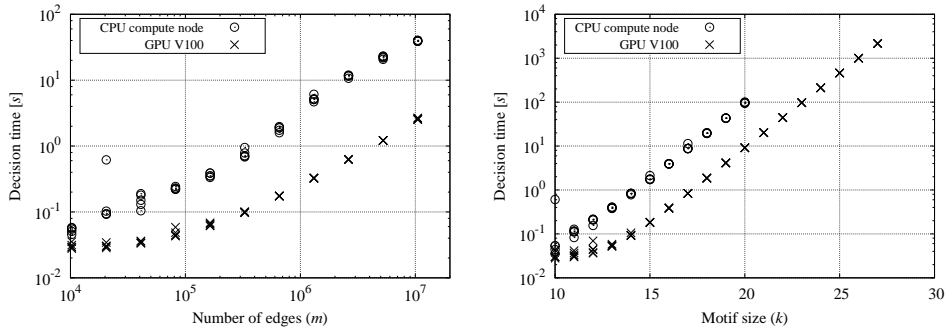 10^2
10^1
10^0
10^-1
10^-2
Decision time [s]
CPU compute node
GPU V100
10^4
10^5
10^6
10^7
Number of edges (m)
10^4
10^3
10^2
10^1
10^0
10^-1
10^-2
Decision time [s]
CPU compute node
GPU V100
10
15
20
25
30
Motif size (k)